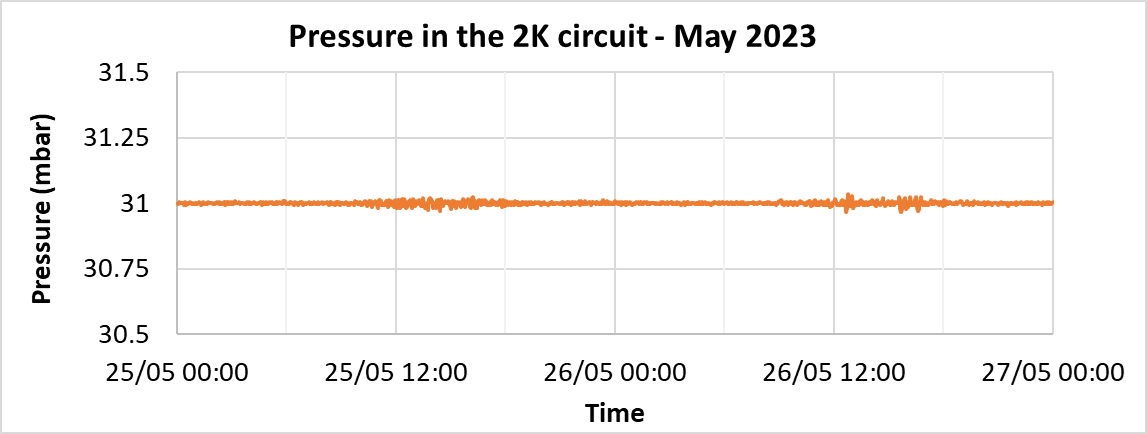 Pressure in the 2K circuit - May 2023
31.5
31.25
31
30.75
30.5
Pressure (mbar)
25/05 00:00 25/05 12:00 26/05 00:00 26/05 12:00 27/05 00:00
Time